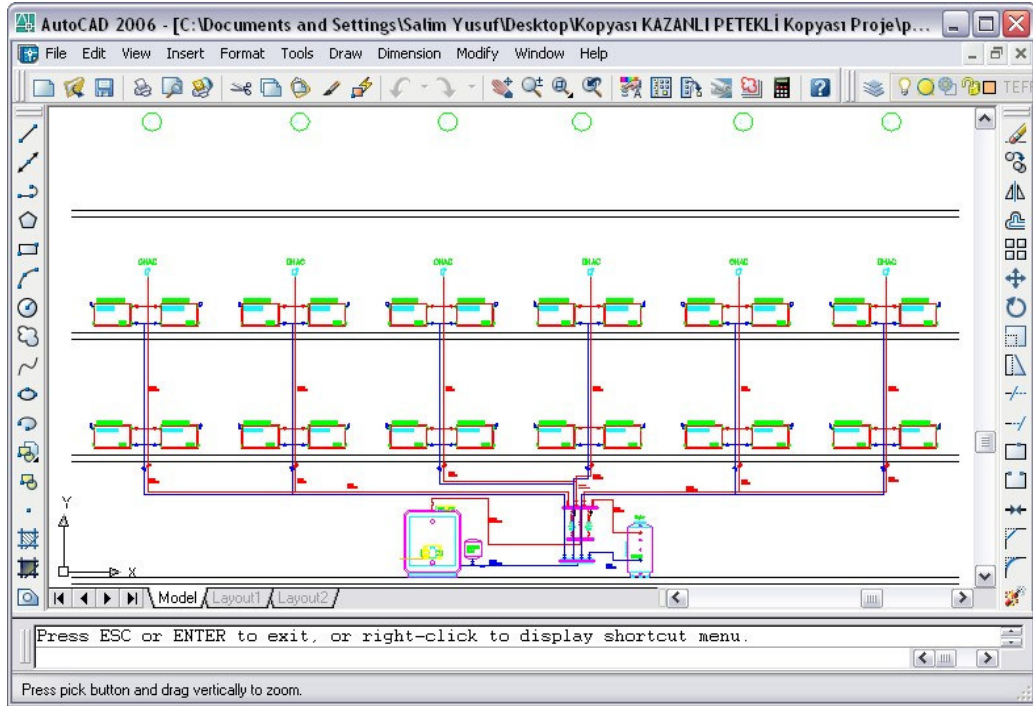 AutoCAD 2006 - [C:\Documents and Settings\Salim Yusuf\Desktop\Kopyası KAZANLI PETEKLİ Kopyası Proje\p...
File Edit View Insert Format Tools Draw Dimension Modify Window Help
Y
X
Model Layout1 Layout2
Press ESC or ENTER to exit, or right-click to display shortcut menu.
Press pick button and drag vertically to zoom.